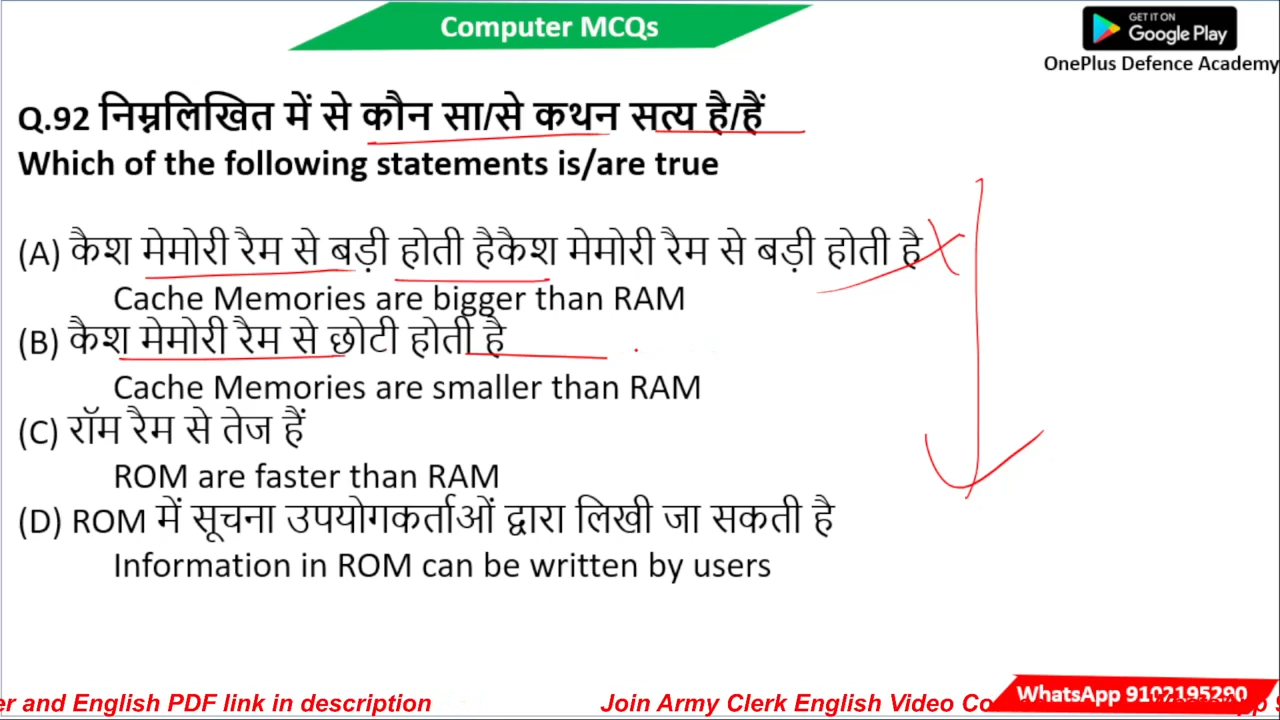 Computer MCQs
GET IT ON
Google Play
OnePlus Defence Academy
Q.92 निम्नलिखित में से कौन सा/से कथन सत्य है/हैं
Which of the following statements is/are true
(A) कैश मेमोरी रैम से बड़ी होती हैकैश मेमोरी रैम से बड़ी होती है
Cache Memories are bigger than RAM
(B) कैश मेमोरी रैम से छोटी होती है
Cache Memories are smaller than RAM
(C) रॉम रैम से तेज हैं
ROM are faster than RAM
(D) ROM में सूचना उपयोगकर्ताओं द्वारा लिखी जा सकती है
Information in ROM can be written by users
WhatsApp 9102195290
er and English PDF link in description Join Army Clerk English Video